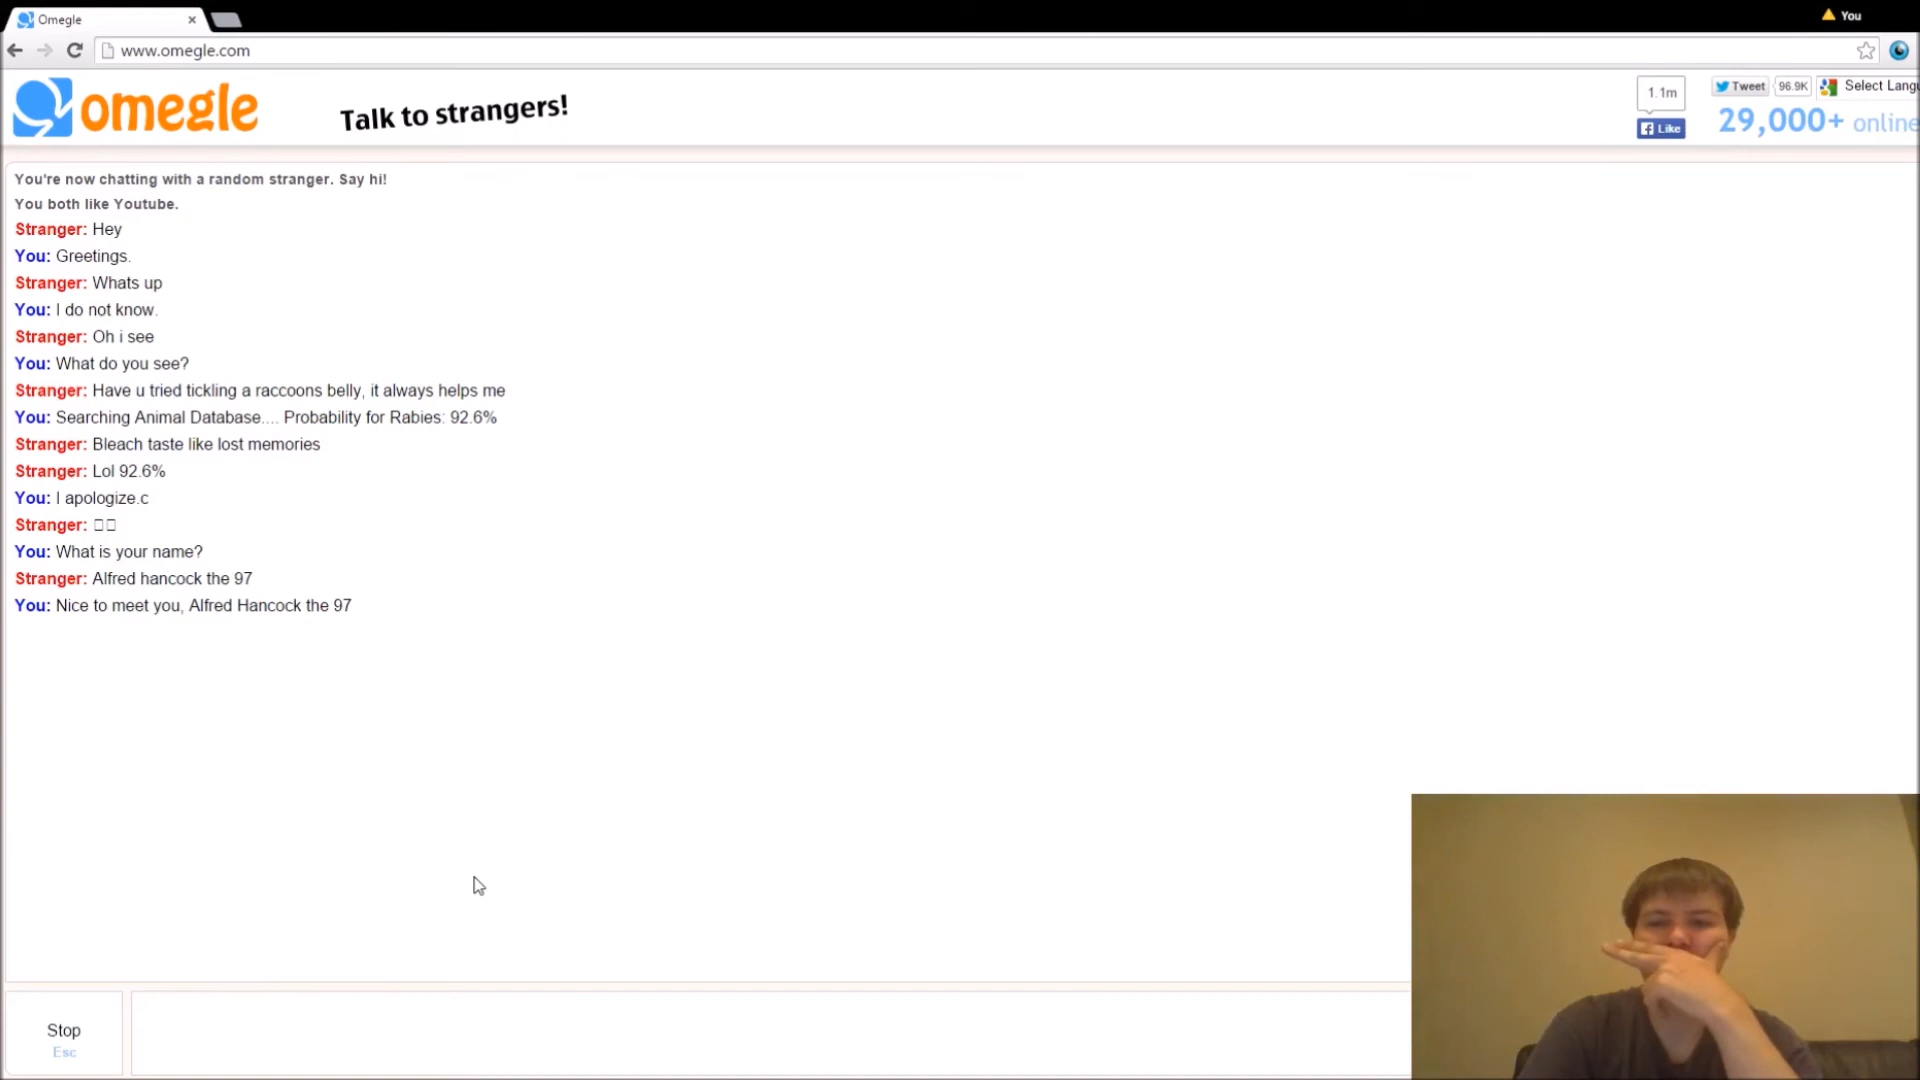 Omegle
You
www.omegle.com
omegle
Talk to strangers!
1.1m
Like
Tweet
96.9K
Select Langu
29,000+ online
You're now chatting with a random stranger. Say hi!
You both like Youtube.
Stranger: Hey
You: Greetings.
Stranger: Whats up
You: I do not know.
Stranger: Oh i see
You: What do you see?
Stranger: Have u tried tickling a raccoons belly, it always helps me
You: Searching Animal Database.... Probability for Rabies: 92.6%
Stranger: Bleach taste like lost memories
Stranger: Lol 92.6%
You: I apologize.c
Stranger: □□
You: What is your name?
Stranger: Alfred hancock the 97
You: Nice to meet you, Alfred Hancock the 97
Stop
Esc